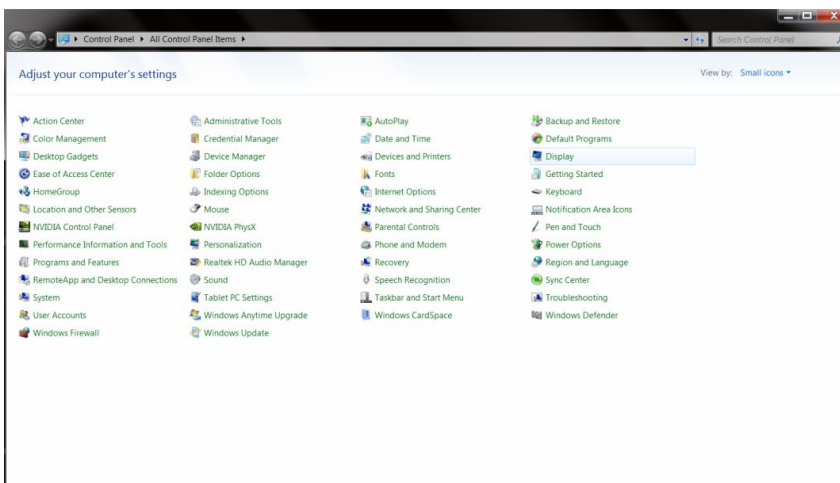 Control Panel ▸ All Control Panel Items ▸
Search Control Panel
Adjust your computer's settings
View by: Small icons
Action Center
Administrative Tools
AutoPlay
Backup and Restore
Color Management
Credential Manager
Date and Time
Default Programs
Desktop Gadgets
Device Manager
Devices and Printers
Display
Ease of Access Center
Folder Options
Fonts
Getting Started
HomeGroup
Indexing Options
Internet Options
Keyboard
Location and Other Sensors
Mouse
Network and Sharing Center
Notification Area Icons
NVIDIA Control Panel
NVIDIA PhysX
Parental Controls
Pen and Touch
Performance Information and Tools
Personalization
Phone and Modem
Power Options
Programs and Features
Realtek HD Audio Manager
Recovery
Region and Language
RemoteApp and Desktop Connections
Sound
Speech Recognition
Sync Center
System
Tablet PC Settings
Taskbar and Start Menu
Troubleshooting
User Accounts
Windows Anytime Upgrade
Windows CardSpace
Windows Defender
Windows Firewall
Windows Update